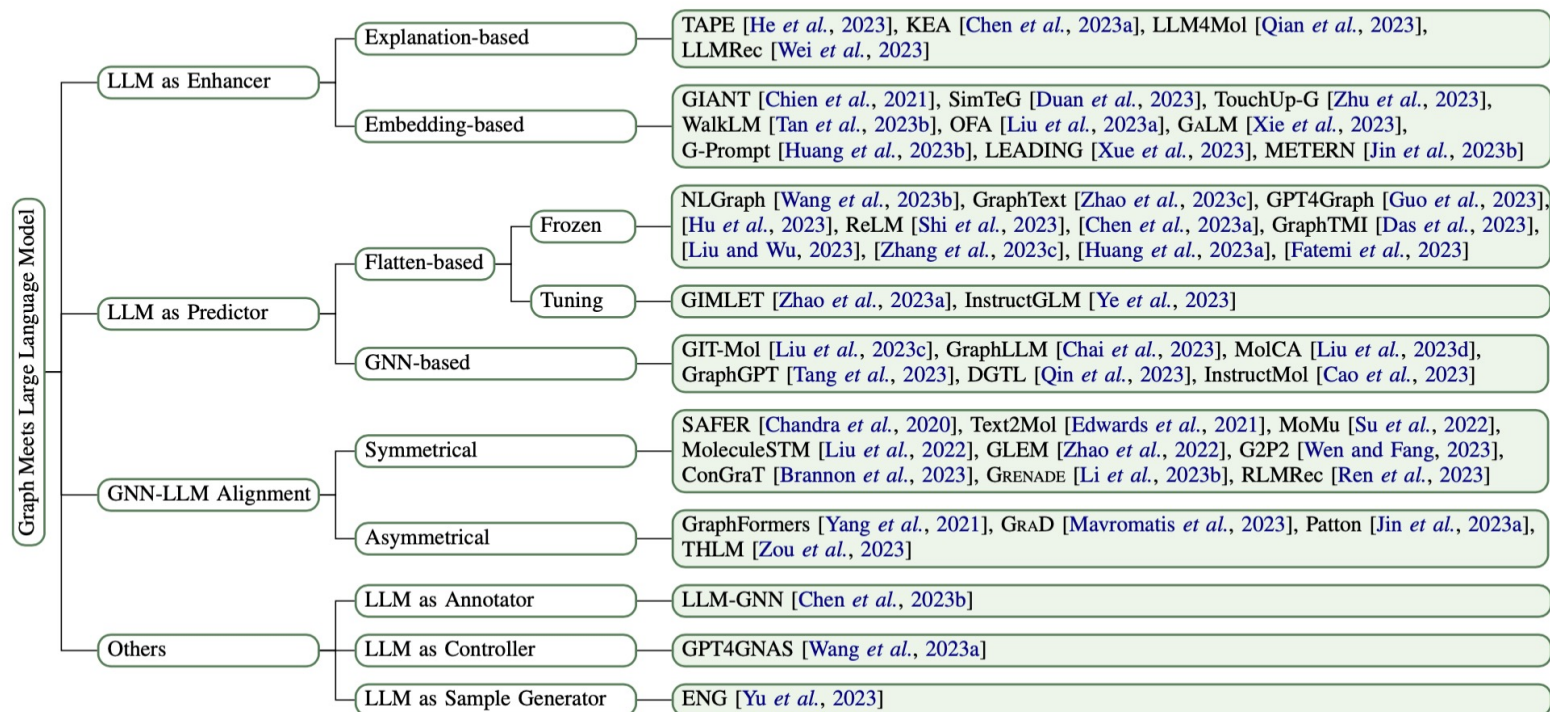 Graph Meets Large Language Model
LLM as Enhancer
Explanation-based
TAPE [He et al., 2023], KEA [Chen et al., 2023a], LLM4Mol [Qian et al., 2023],
LLMRec [Wei et al., 2023]
Embedding-based
GIANT [Chien et al., 2021], SimTeG [Duan et al., 2023], TouchUp-G [Zhu et al., 2023],
WalkLM [Tan et al., 2023b], OFA [Liu et al., 2023a], GALM [Xie et al., 2023],
G-Prompt [Huang et al., 2023b], LEADING [Xue et al., 2023], METERN [Jin et al., 2023b]
LLM as Predictor
Flatten-based
Frozen
NLGraph [Wang et al., 2023b], GraphText [Zhao et al., 2023c], GPT4Graph [Guo et al., 2023],
[Hu et al., 2023], ReLM [Shi et al., 2023], [Chen et al., 2023a], GraphTMI [Das et al., 2023],
[Liu and Wu, 2023], [Zhang et al., 2023c], [Huang et al., 2023a], [Fatemi et al., 2023]
Tuning
GIMLET [Zhao et al., 2023a], InstructGLM [Ye et al., 2023]
GNN-based
GIT-Mol [Liu et al., 2023c], GraphLLM [Chai et al., 2023], MolCA [Liu et al., 2023d],
GraphGPT [Tang et al., 2023], DGTL [Qin et al., 2023], InstructMol [Cao et al., 2023]
GNN-LLM Alignment
Symmetrical
SAFER [Chandra et al., 2020], Text2Mol [Edwards et al., 2021], MoMu [Su et al., 2022],
MoleculeSTM [Liu et al., 2022], GLEM [Zhao et al., 2022], G2P2 [Wen and Fang, 2023],
ConGraT [Brannon et al., 2023], GRENADE [Li et al., 2023b], RLMRec [Ren et al., 2023]
Asymmetrical
GraphFormers [Yang et al., 2021], GRAD [Mavromatis et al., 2023], Patton [Jin et al., 2023a],
THLM [Zou et al., 2023]
Others
LLM as Annotator
LLM-GNN [Chen et al., 2023b]
LLM as Controller
GPT4GNAS [Wang et al., 2023a]
LLM as Sample Generator
ENG [Yu et al., 2023]